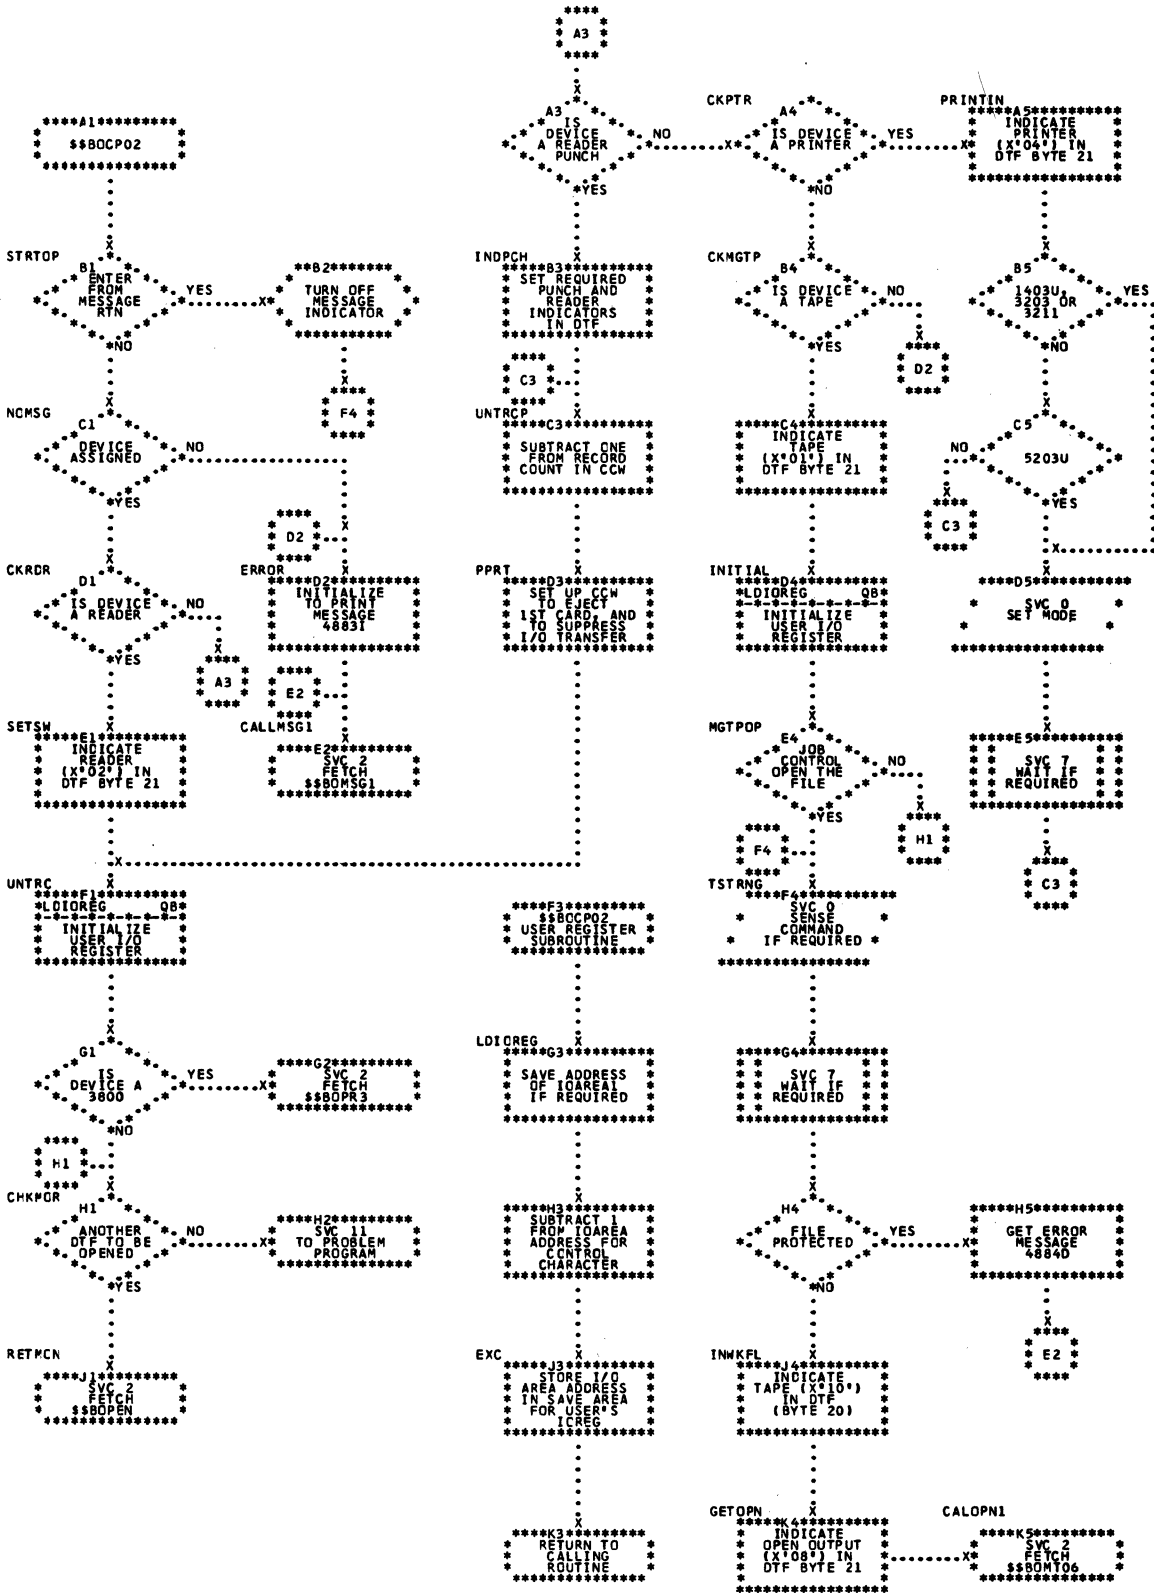 A3
****A1*********
$$BOCP02
STRTOP
B1
ENTER
FROM
MESSAGE
RTN
YES
NO
**B2*******
TURN OFF
MESSAGE
INDICATOR
F4
NOMSG
C1
DEVICE
ASSIGNED
NO
YES
D2
CKRDR
D1
IS DEVICE
A READER
NO
YES
A3
ERROR
*****D2**********
INITIALIZE
TO PRINT
MESSAGE
4883I
E2
SETSW
*****E1**********
INDICATE
READER
(X'02') IN
DTF BYTE 21
CALLMSG1
****E2*********
SVC 2
FETCH
$$BOMSG1
UNTRC
*****F1**********
*LDIOREG QB*
*-*-*-*-*-*-*-*-*
INITIALIZE
USER I/O
REGISTER
G1
IS
DEVICE A
3800
YES
NO
****G2*********
SVC 2
FETCH
$$BOPR3
H1
CHKMOR
H1
ANOTHER
DTF TO BE
OPENED
NO
YES
****H2*********
SVC 11
TO PROBLEM
PROGRAM
RETMCN
****J1*********
SVC 2
FETCH
$$BOPEN
A3
IS
DEVICE
A READER
PUNCH
NO
YES
INDPCH
*****B3**********
SET REQUIRED
PUNCH AND
READER
INDICATORS
IN DTF
C3
UNTRCP
*****C3**********
SUBTRACT ONE
FROM RECORD
COUNT IN CCW
PPRT
*****D3**********
SET UP CCW
TO EJECT
1ST CARD, AND
TO SUPPRESS
I/O TRANSFER
****F3*********
$$BOCP02
USER REGISTER
SUBROUTINE
LDIOREG
*****G3**********
SAVE ADDRESS
OF IOAREA1
IF REQUIRED
*****H3**********
SUBTRACT 1
FROM IOAREA
ADDRESS FOR
CONTROL
CHARACTER
EXC
*****J3**********
STORE I/O
AREA ADDRESS
IN SAVE AREA
FOR USER'S
ICREG
****K3*********
RETURN TO
CALLING
ROUTINE
CKPTR
A4
IS DEVICE
A PRINTER
YES
NO
CKMGTP
B4
IS DEVICE
A TAPE
NO
YES
D2
*****C4**********
INDICATE
TAPE
(X'01') IN
DTF BYTE 21
INITIAL
*****D4**********
*LDIOREG QB*
*-*-*-*-*-*-*-*-*
INITIALIZE
USER I/O
REGISTER
MGTPOP
E4
JOB
CONTROL
OPEN THE
FILE
NO
YES
H1
F4
TSTRNG
*****F4**********
SVC 0
SENSE
COMMAND
IF REQUIRED
*****G4**********
SVC 7
WAIT IF
REQUIRED
H4
FILE
PROTECTED
YES
NO
INWKFL
*****J4**********
INDICATE
TAPE (X'10')
IN DTF
(BYTE 20)
GETOPN
*****K4**********
INDICATE
OPEN OUTPUT
(X'08') IN
DTF BYTE 21
PRINTIN
*****A5**********
INDICATE
PRINTER
(X'04') IN
DTF BYTE 21
B5
1403U,
3203 OR
3211
YES
NO
C5
5203U
NO
YES
C3
*****D5**********
SVC 0
SET MODE
*****E5**********
SVC 7
WAIT IF
REQUIRED
C3
*****H5**********
GET ERROR
MESSAGE
4884D
E2
CALOPN1
****K5*********
SVC 2
FETCH
$$BOMT06